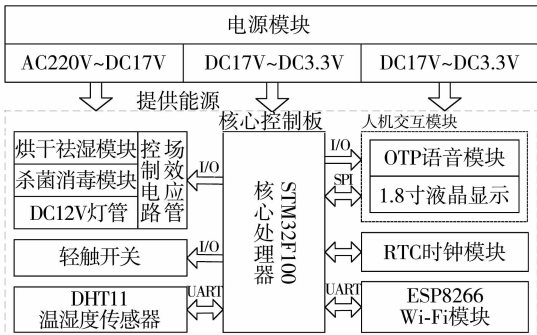 电源模块
AC220V~DC17V
DC17V~DC3.3V
DC17V~DC3.3V
提供能源
核心控制板
人机交互模块
烘干祛湿模块
杀菌消毒模块
DC12V灯管
控制电路
场效应管
I/O
STM32F100
核心处理器
I/O
SPI
OTP语音模块
1.8寸液晶显示
轻触开关
I/O
RTC时钟模块
DHT11
温湿度传感器
UART
UART
ESP8266
Wi-Fi模块